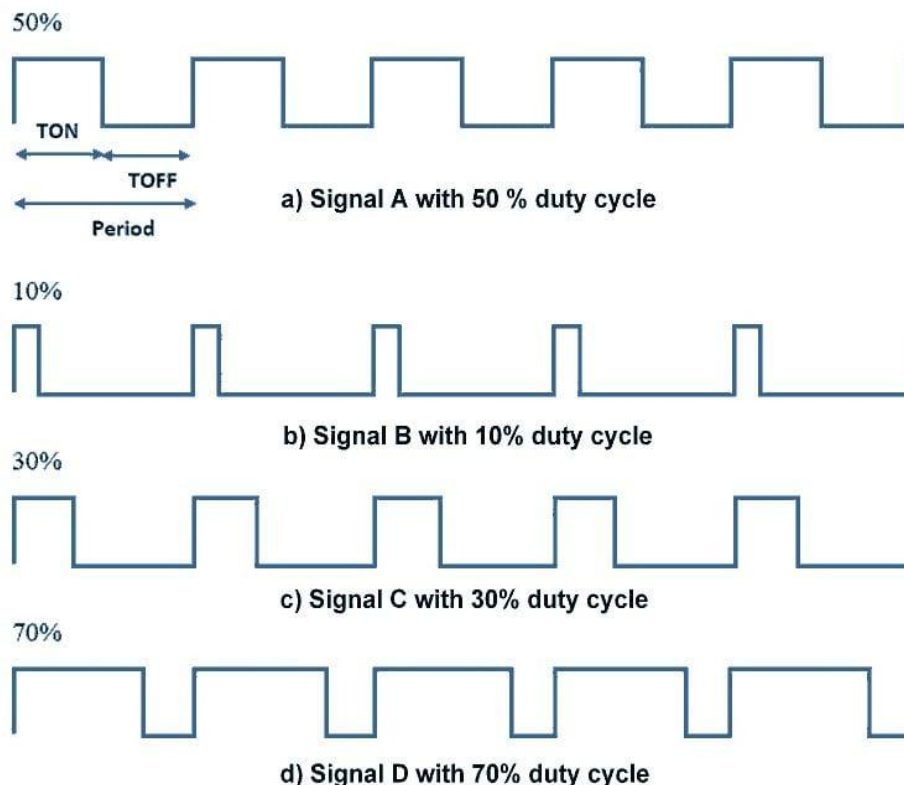 50%
TON
TOFF
a) Signal A with 50 % duty cycle
Period
10%
b) Signal B with 10% duty cycle
30%
c) Signal C with 30% duty cycle
70%
d) Signal D with 70% duty cycle